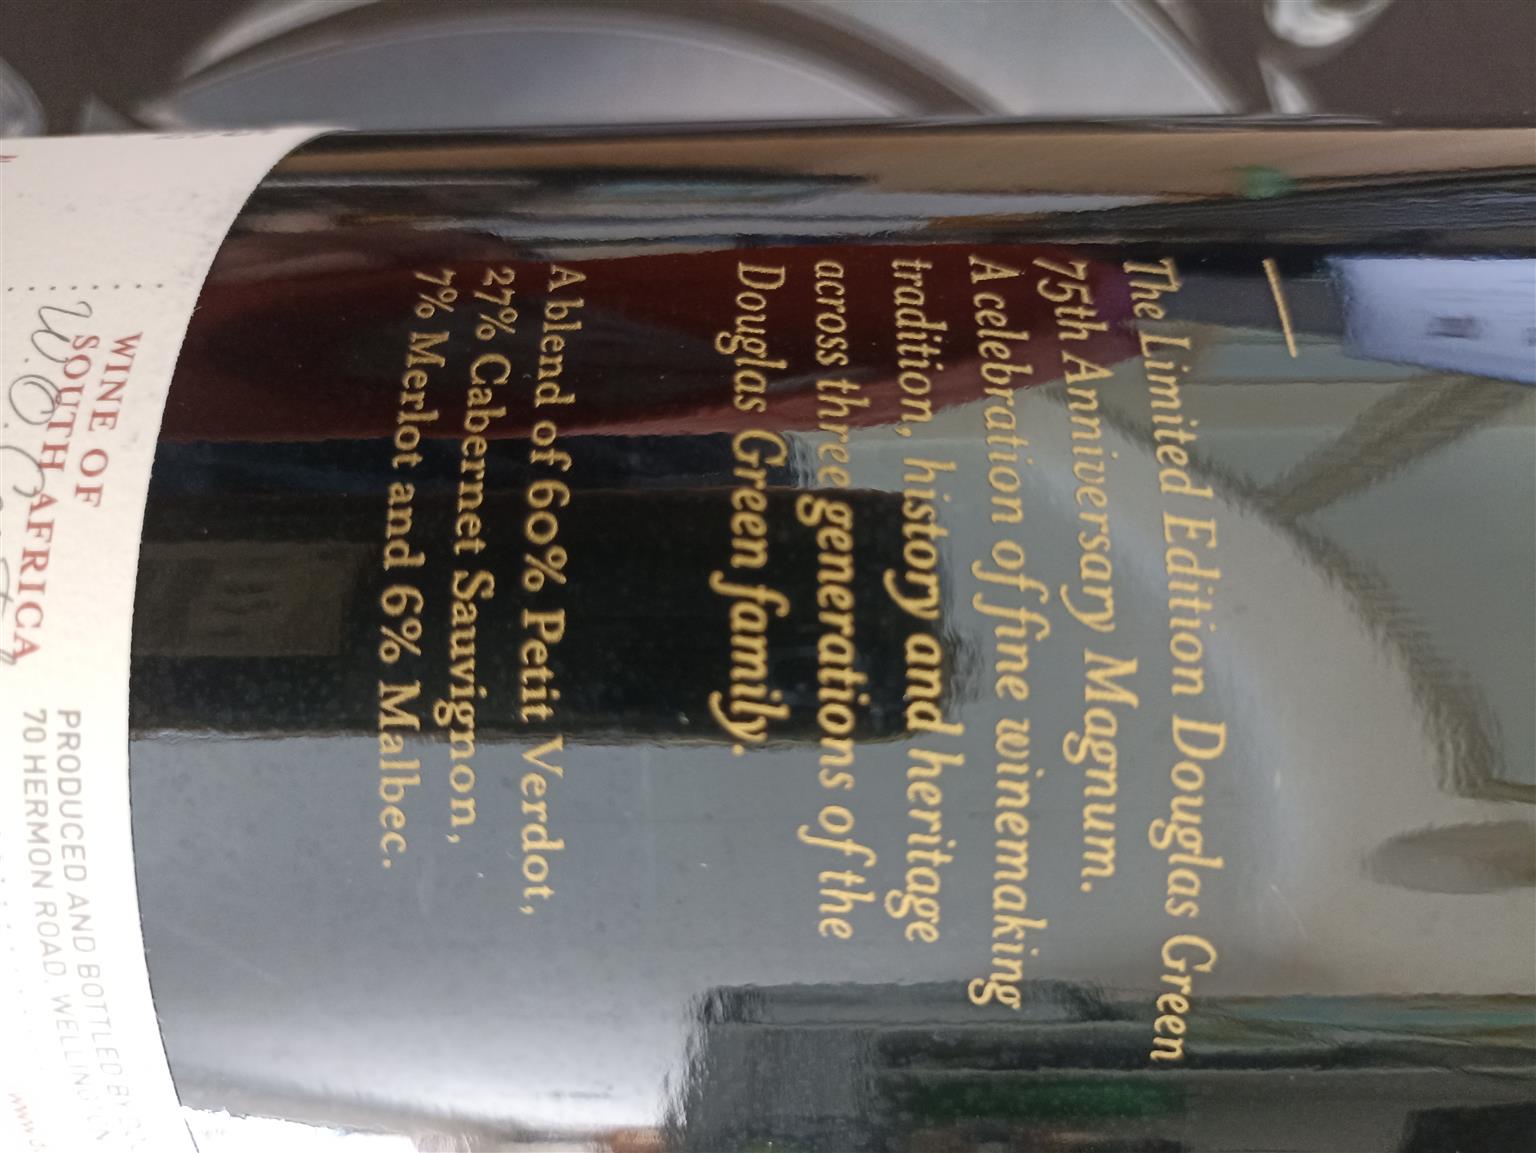 The Limited Edition Douglas Green
75th Anniversary Magnum.
A celebration of fine winemaking
tradition, history and heritage
across three generations of the
Douglas Green family.
A blend of 60% Petit Verdot,
27% Cabernet Sauvignon,
7% Merlot and 6% Malbec.
WINE OF
SOUTH AFRICA
PRODUCED AND BOTTLED BY
70 HERMON ROAD, WELLINGTON